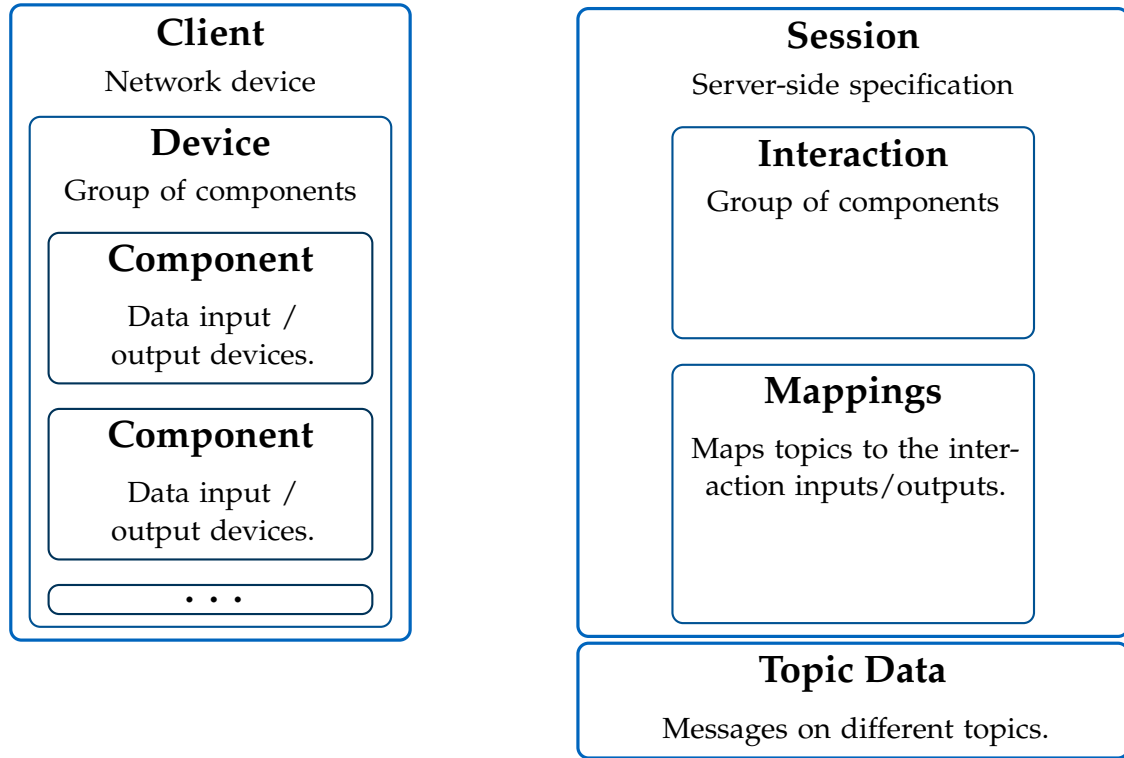 Client
Network device
Device
Group of components
Component
Data input /
output devices.
Component
Data input /
output devices.
. . .
Session
Server-side specification
Interaction
Group of components
Mappings
Maps topics to the inter-
action inputs/outputs.
Topic Data
Messages on different topics.